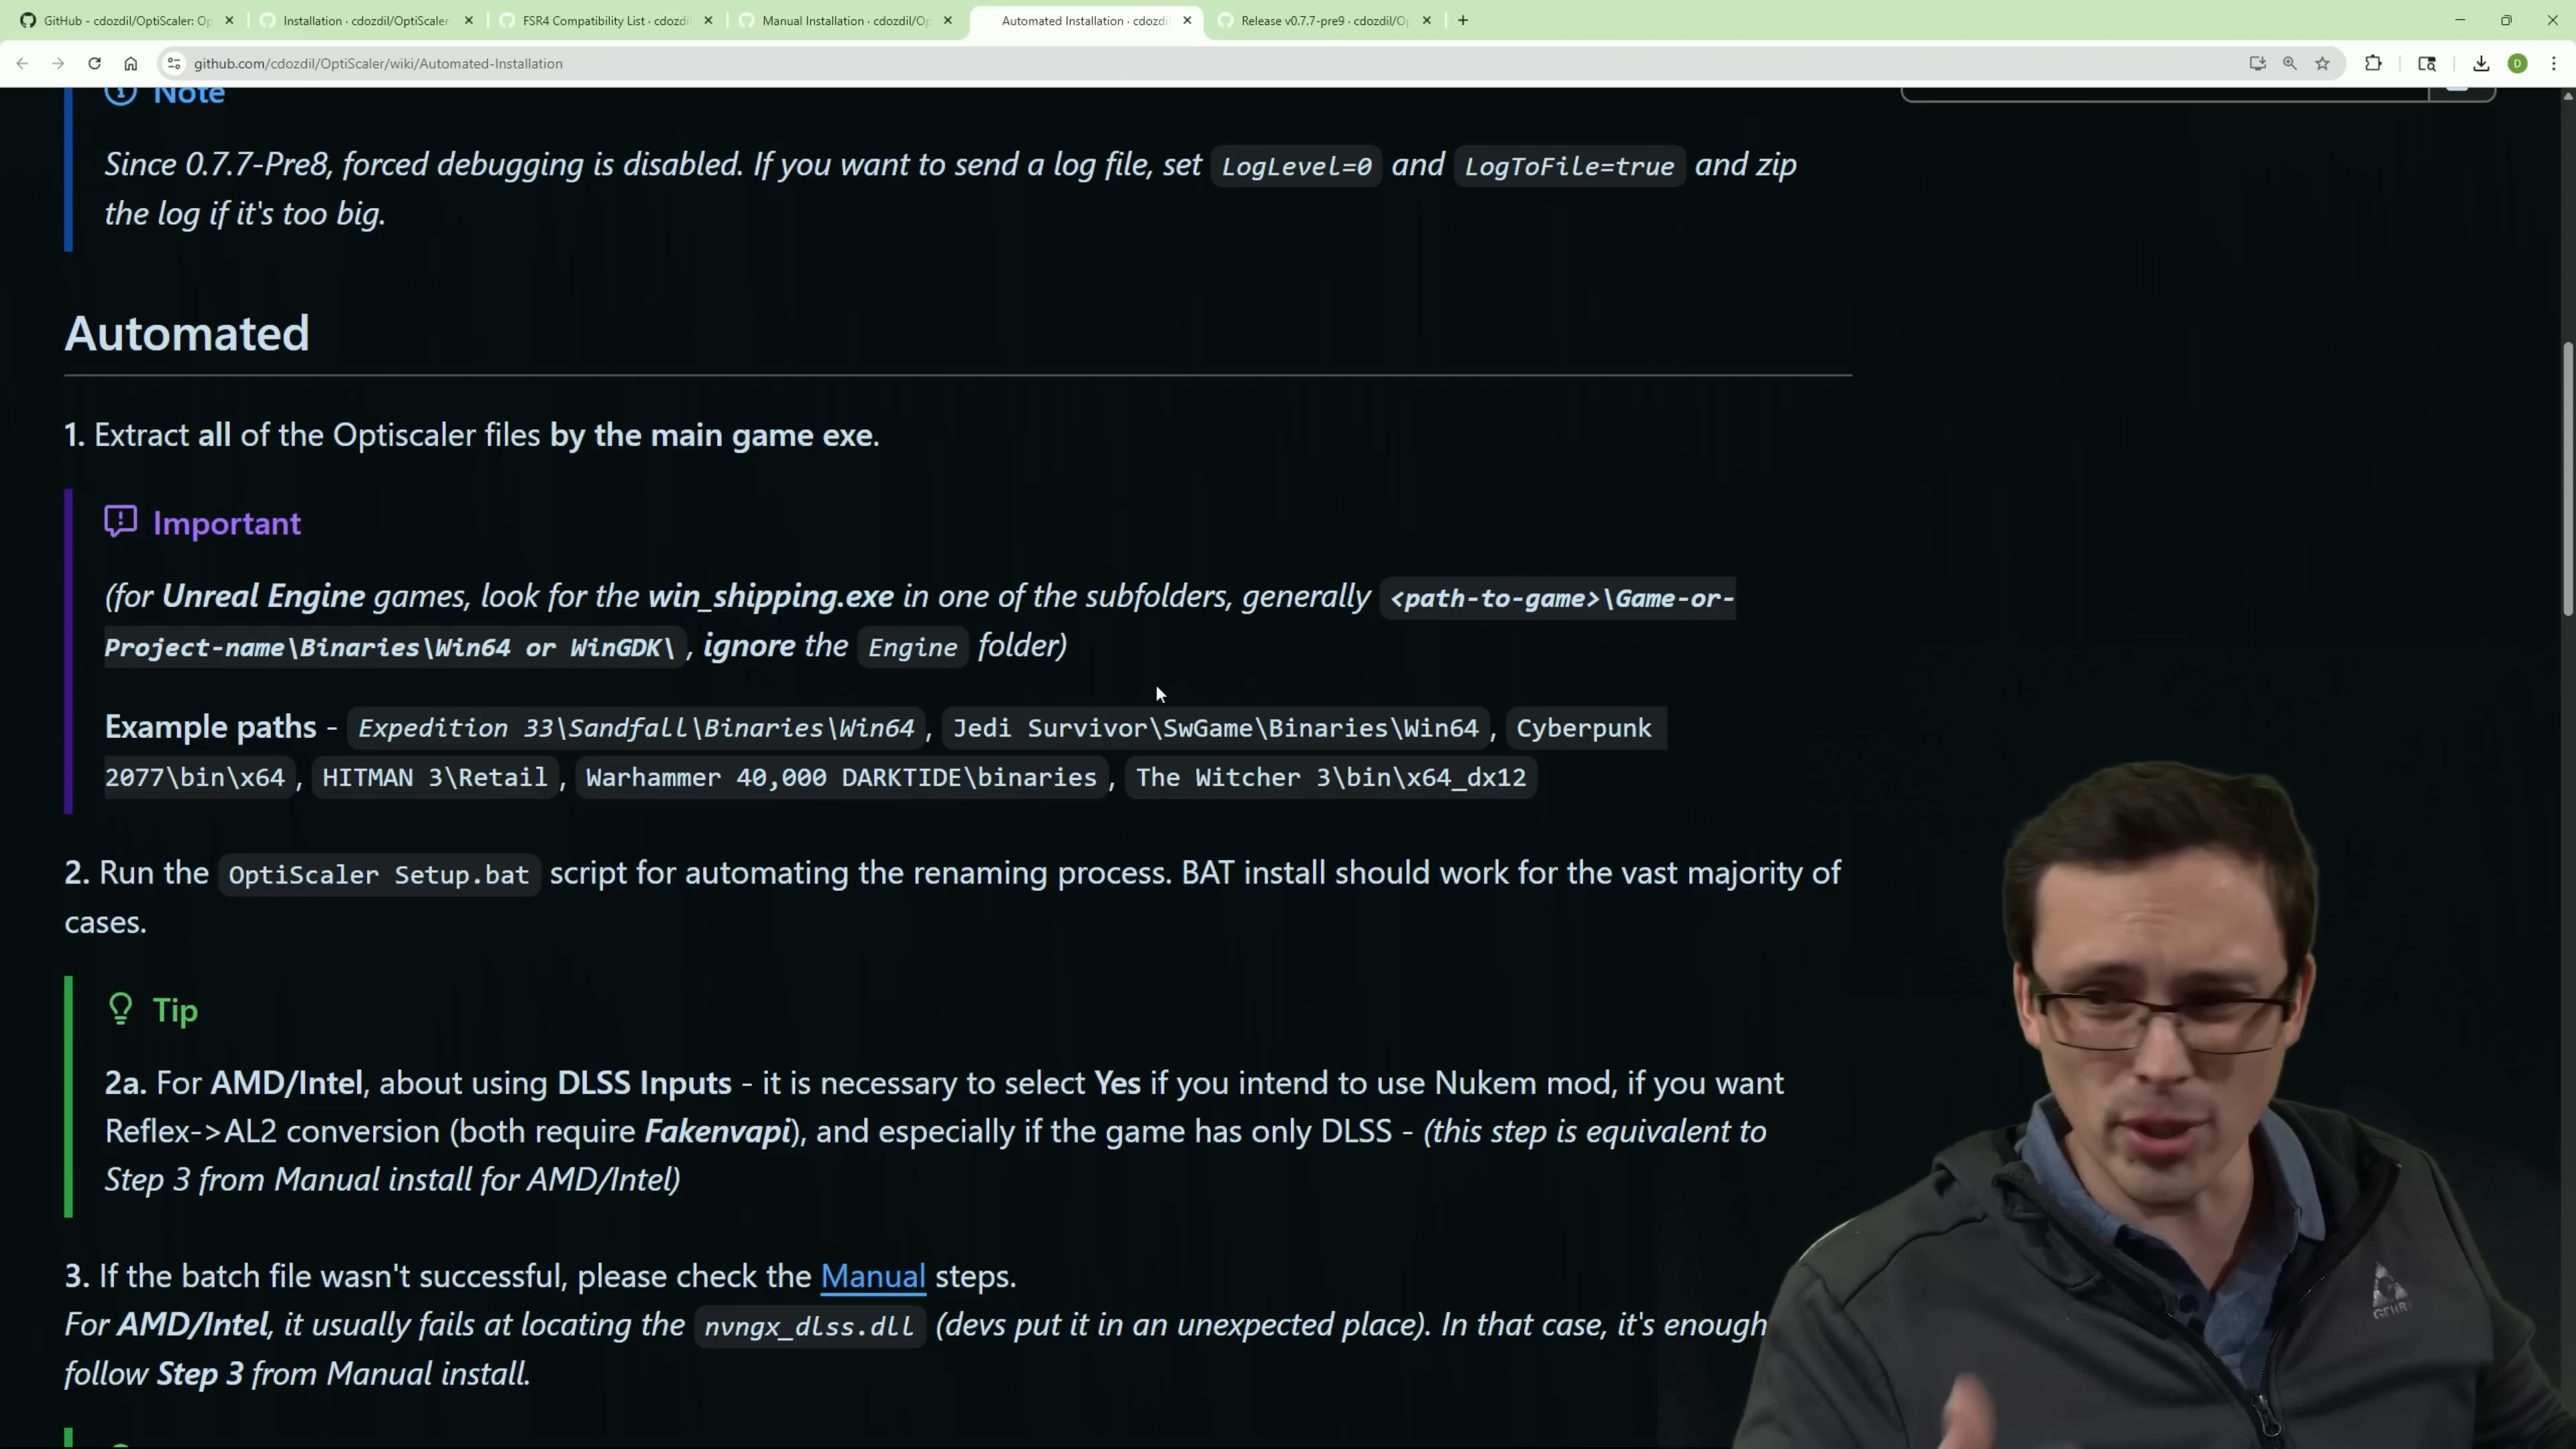 GitHub - cdozdil/OptiScaler: Op
Installation · cdozdil/OptiScaler
FSR4 Compatibility List · cdozdil
Manual Installation · cdozdil/Op
Automated Installation · cdozdi
Release v0.7.7-pre9 · cdozdil/Op
github.com/cdozdil/OptiScaler/wiki/Automated-Installation
D
Note
Since 0.7.7-Pre8, forced debugging is disabled. If you want to send a log file, set LogLevel=0 and LogToFile=true and zip
the log if it's too big.
Automated
1. Extract all of the Optiscaler files by the main game exe.
Important
(for Unreal Engine games, look for the win_shipping.exe in one of the subfolders, generally <path-to-game>\Game-or-
Project-name\Binaries\Win64 or WinGDK\ , ignore the Engine folder)
Example paths - Expedition 33\Sandfall\Binaries\Win64 , Jedi Survivor\SwGame\Binaries\Win64 , Cyberpunk
2077\bin\x64 , HITMAN 3\Retail , Warhammer 40,000 DARKTIDE\binaries , The Witcher 3\bin\x64_dx12
2. Run the OptiScaler Setup.bat script for automating the renaming process. BAT install should work for the vast majority of
cases.
Tip
2a. For AMD/Intel, about using DLSS Inputs - it is necessary to select Yes if you intend to use Nukem mod, if you want
Reflex->AL2 conversion (both require Fakenvapi), and especially if the game has only DLSS - (this step is equivalent to
Step 3 from Manual install for AMD/Intel)
3. If the batch file wasn't successful, please check the Manual steps.
For AMD/Intel, it usually fails at locating the nvngx_dlss.dll (devs put it in an unexpected place). In that case, it's enough
follow Step 3 from Manual install.